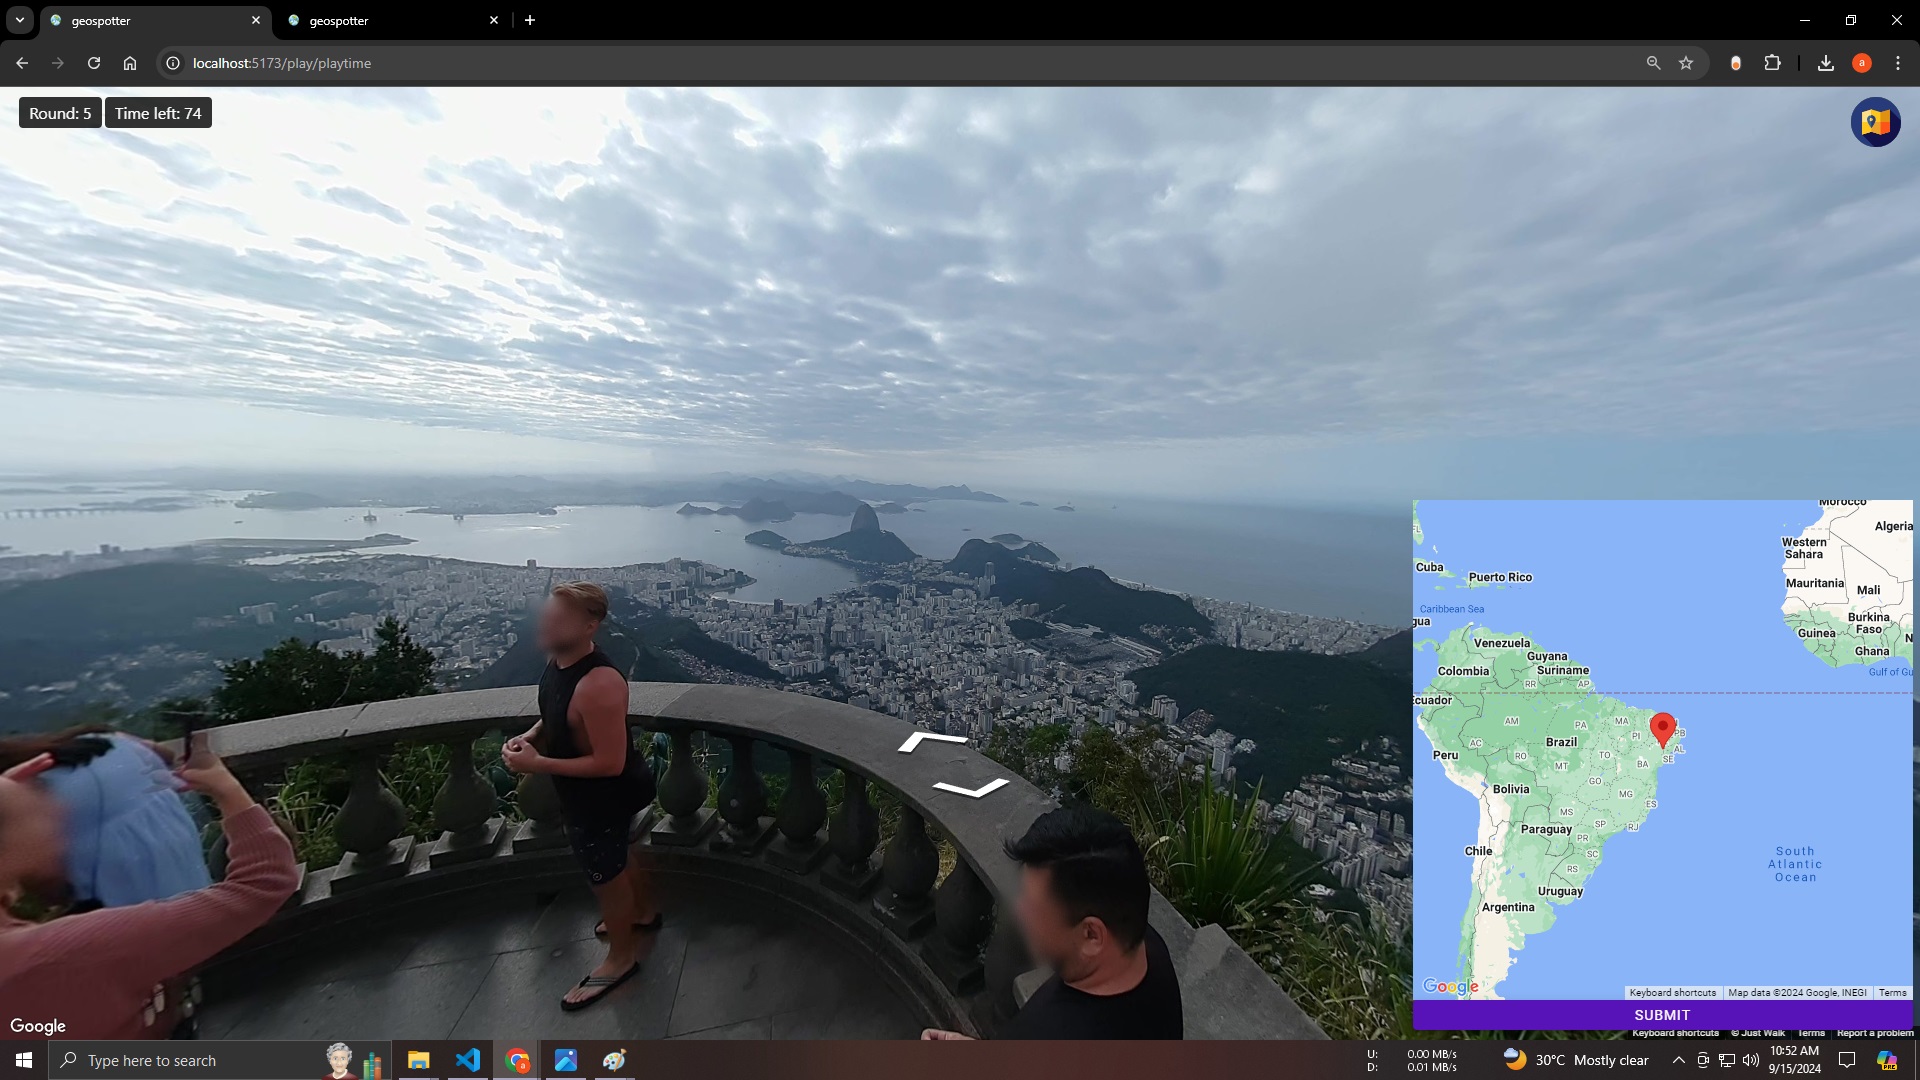 geospotter
geospotter
localhost:5173/play/playtime
a
Round: 5
Time left: 74
Morocco
Algeria
Western
Sahara
Cuba
Puerto Rico
Mauritania
Mali
Caribbean Sea
gua
Burkina
Faso
Guinea
N
Ghana
Venezuela
Guyana
Suriname
Colombia
Gulf of Gu
RR
AP
Ecuador
AM
PA
MA
PI
PB
Brazil
AL
Peru
AC
RO
TO
SE
MT
BA
GO
Bolivia
MG
ES
MS
Paraguay
SP
RJ
PR
Chile
SC
South
Atlantic
Ocean
RS
Uruguay
Argentina
Google
Keyboard shortcuts
Map data ©2024 Google, INEGI
Terms
SUBMIT
Google
Keyboard shortcuts
© Just Walk
Terms
Report a problem
Type here to search
a
U: 0.00 MB/s
D: 0.01 MB/s
30°C Mostly clear
10:52 AM
9/15/2024
PRE